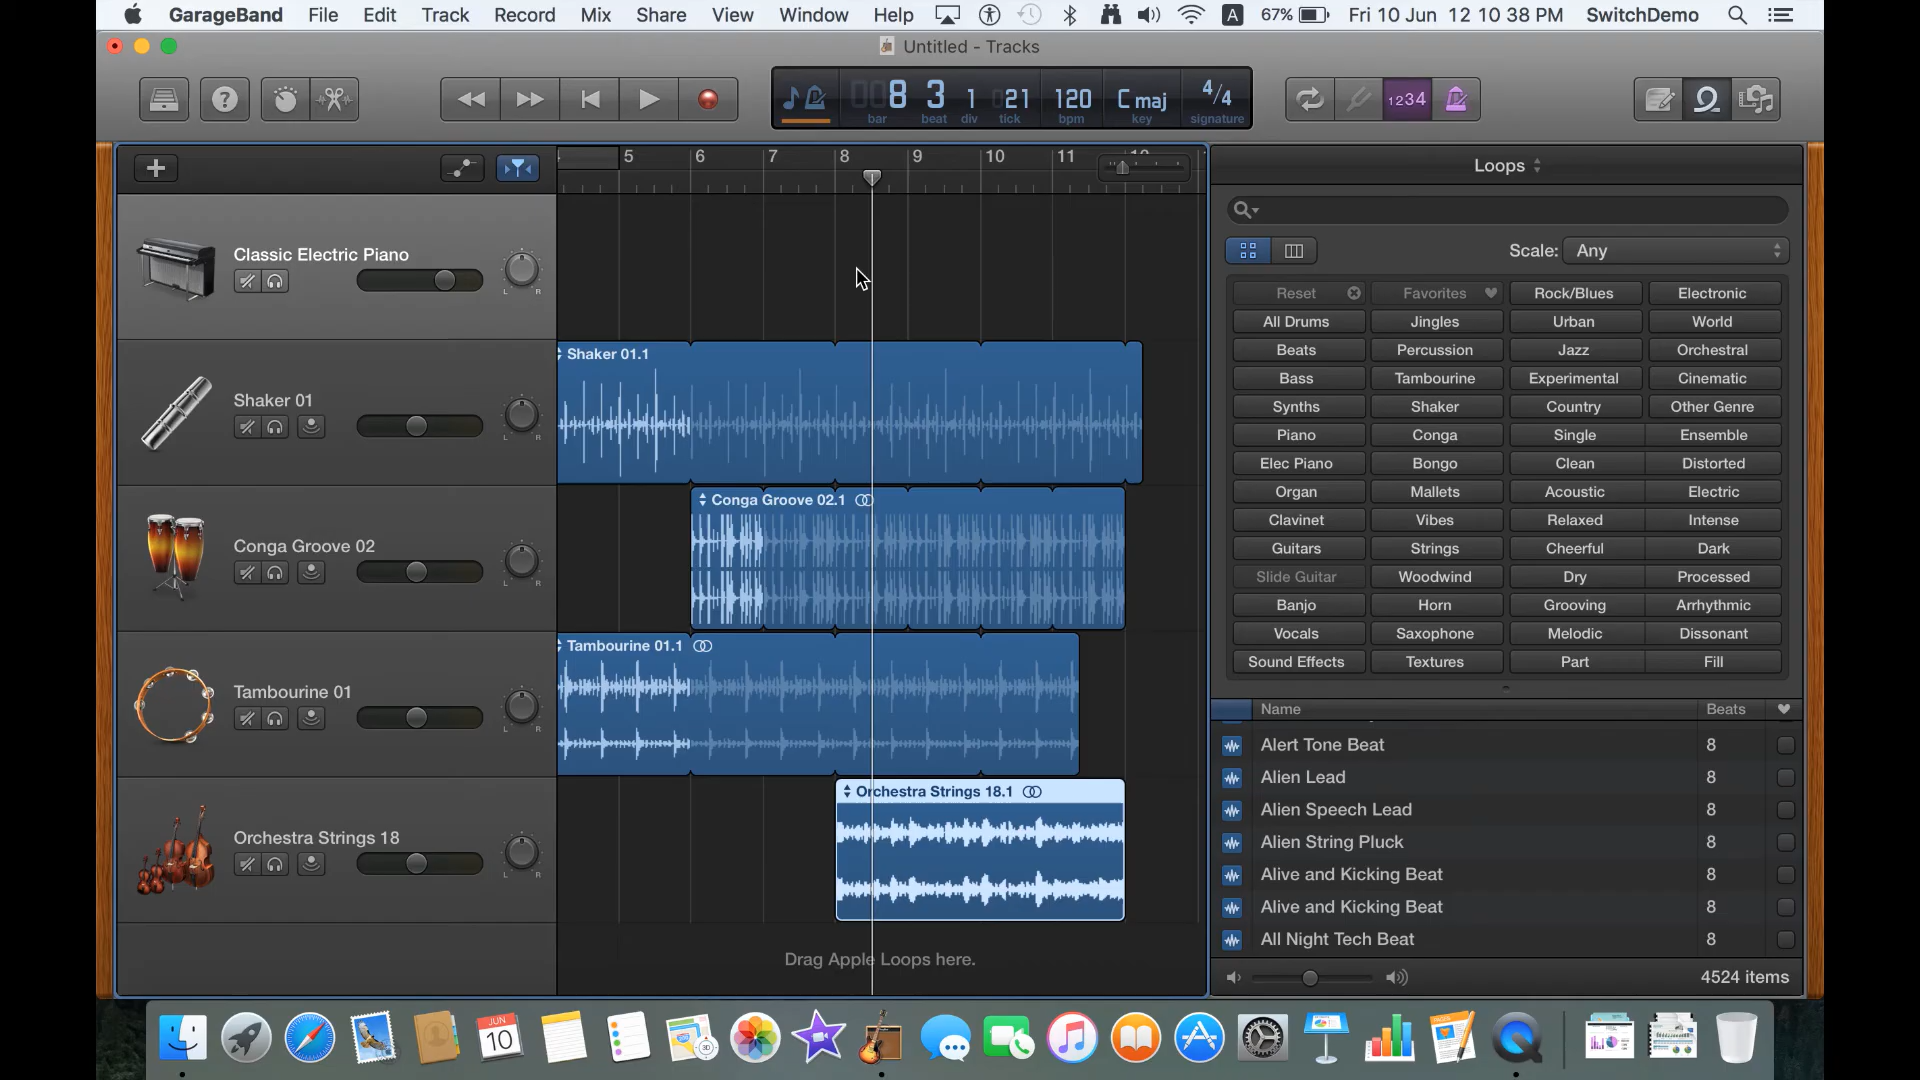 GarageBand File Edit Track Record Mix Share View Window Help A 67% Fri 10 Jun 12 10 38 PM SwitchDemo
Untitled - Tracks
8 3 1 21 120 C maj 4/4 1234
bar beat div tick bpm key signature
5 6 7 8 9 10 11
Loops
Scale: Any
Classic Electric Piano
L R
Shaker 01
L R
Conga Groove 02
L R
Tambourine 01
L R
Orchestra Strings 18
L R
Shaker 01.1
Conga Groove 02.1
Tambourine 01.1
Orchestra Strings 18.1
Drag Apple Loops here.
Reset Favorites Rock/Blues Electronic
All Drums Jingles Urban World
Beats Percussion Jazz Orchestral
Bass Tambourine Experimental Cinematic
Synths Shaker Country Other Genre
Piano Conga Single Ensemble
Elec Piano Bongo Clean Distorted
Organ Mallets Acoustic Electric
Clavinet Vibes Relaxed Intense
Guitars Strings Cheerful Dark
Slide Guitar Woodwind Dry Processed
Banjo Horn Grooving Arrhythmic
Vocals Saxophone Melodic Dissonant
Sound Effects Textures Part Fill
Name Beats
Alert Tone Beat 8
Alien Lead 8
Alien Speech Lead 8
Alien String Pluck 8
Alive and Kicking Beat 8
Alive and Kicking Beat 8
All Night Tech Beat 8
4524 items
JUN
10
3D